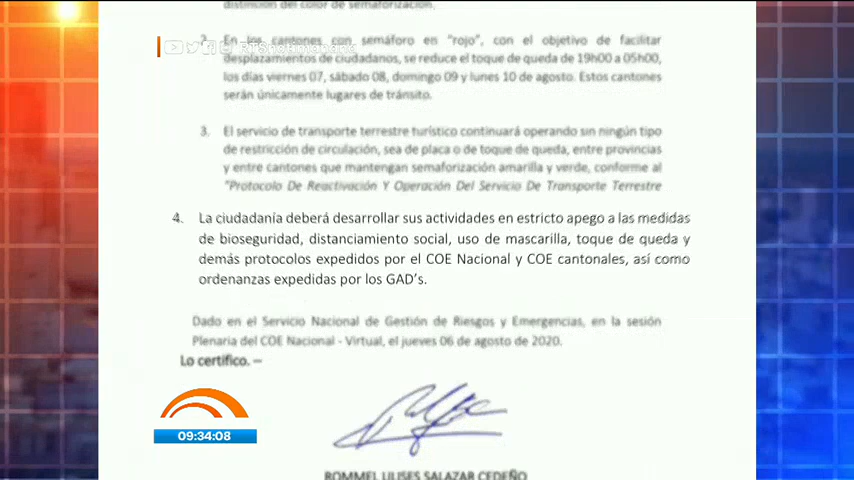 distinción del color de semaforización.
2. En los cantones con semáforo en "rojo", con el objetivo de facilitar
desplazamientos de ciudadanos, se reduce el toque de queda de 19h00 a 05h00,
los días viernes 07, sábado 08, domingo 09 y lunes 10 de agosto. Estos cantones
serán únicamente lugares de tránsito.
3. El servicio de transporte terrestre turístico continuará operando sin ningún tipo
de restricción de circulación, sea de placa o de toque de queda, entre provincias
y entre cantones que mantengan semaforización amarilla y verde, conforme al
"Protocolo De Reactivación Y Operación Del Servicio De Transporte Terrestre
4. La ciudadanía deberá desarrollar sus actividades en estricto apego a las medidas
de bioseguridad, distanciamiento social, uso de mascarilla, toque de queda y
demás protocolos expedidos por el COE Nacional y COE cantonales, así como
ordenanzas expedidas por los GAD's.
Dado en el Servicio Nacional de Gestión de Riesgos y Emergencias, en la sesión
Plenaria del COE Nacional - Virtual, el jueves 06 de agosto de 2020.
Lo certifico. –
09:34:08
ROMMEL ULISES SALAZAR CEDEÑO